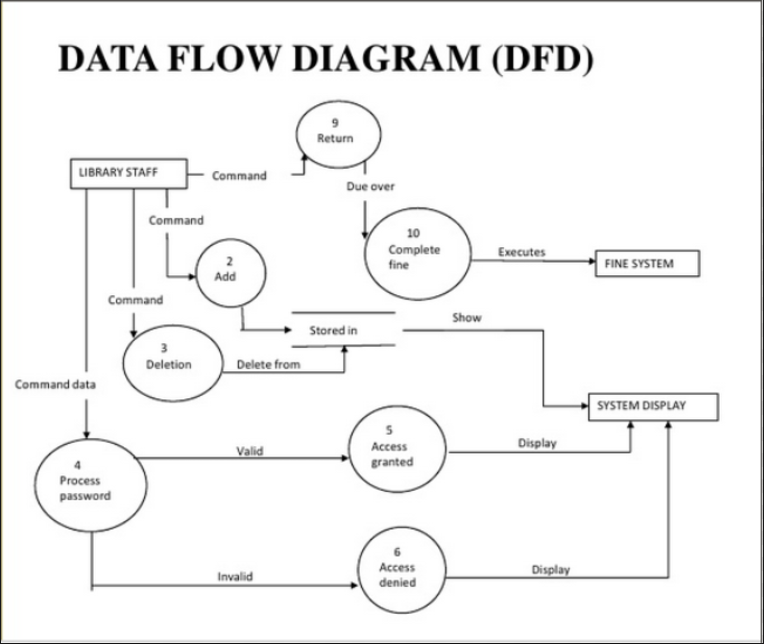 DATA FLOW DIAGRAM (DFD)
9
Return
LIBRARY STAFF
Command
Due over
Command
10
Complete
fine
Executes
FINE SYSTEM
2
Add
Command
Stored in
Show
3
Deletion
Delete from
Command data
SYSTEM DISPLAY
5
Access
granted
Valid
Display
4
Process
password
6
Access
denied
Invalid
Display